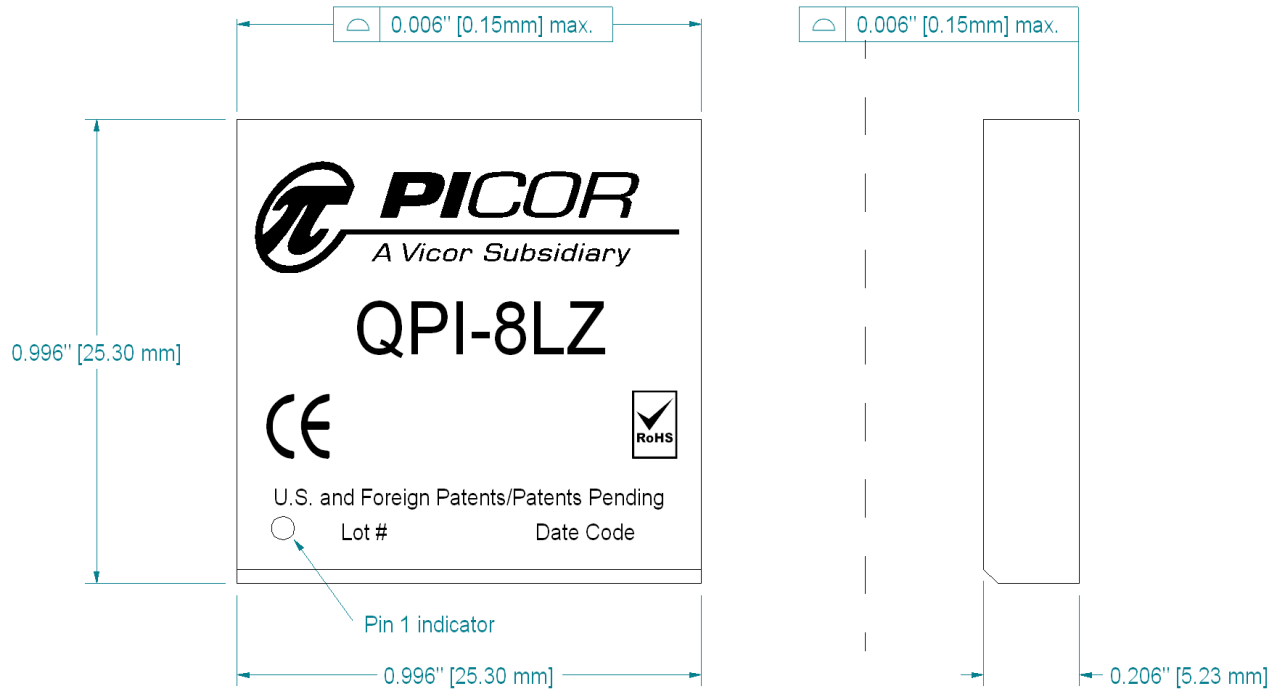 0.006" [0.15mm] max.
0.006" [0.15mm] max.
π PICOR
A Vicor Subsidiary
QPI-8LZ
0.996" [25.30 mm]
CE
RoHS
U.S. and Foreign Patents/Patents Pending
Lot #
Date Code
Pin 1 indicator
0.996" [25.30 mm]
0.206" [5.23 mm]